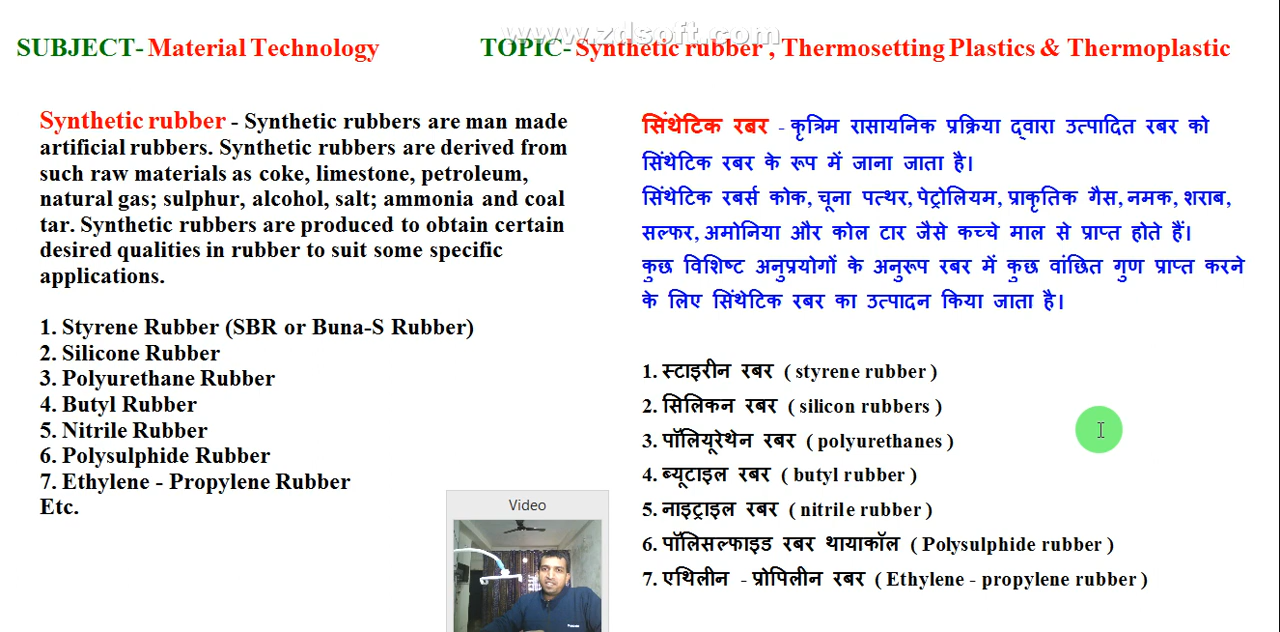 www.zdsoft.com
SUBJECT- Material Technology
TOPIC- Synthetic rubber , Thermosetting Plastics & Thermoplastic
Synthetic rubber - Synthetic rubbers are man made
artificial rubbers. Synthetic rubbers are derived from
such raw materials as coke, limestone, petroleum,
natural gas; sulphur, alcohol, salt; ammonia and coal
tar. Synthetic rubbers are produced to obtain certain
desired qualities in rubber to suit some specific
applications.
1. Styrene Rubber (SBR or Buna-S Rubber)
2. Silicone Rubber
3. Polyurethane Rubber
4. Butyl Rubber
5. Nitrile Rubber
6. Polysulphide Rubber
7. Ethylene - Propylene Rubber
Etc.
Video
सिंथेटिक रबर - कृत्रिम रासायनिक प्रक्रिया द्वारा उत्पादित रबर को
सिंथेटिक रबर के रूप में जाना जाता है।
सिंथेटिक रबर्स कोक, चूना पत्थर, पेट्रोलियम, प्राकृतिक गैस, नमक, शराब,
सल्फर, अमोनिया और कोल टार जैसे कच्चे माल से प्राप्त होते हैं।
कुछ विशिष्ट अनुप्रयोगों के अनुरूप रबर में कुछ वांछित गुण प्राप्त करने
के लिए सिंथेटिक रबर का उत्पादन किया जाता है।
1. स्टाइरीन रबर ( styrene rubber )
2. सिलिकन रबर ( silicon rubbers )
3. पॉलियूरेथेन रबर ( polyurethanes )
4. ब्यूटाइल रबर ( butyl rubber )
5. नाइट्राइल रबर ( nitrile rubber )
6. पॉलिसल्फाइड रबर थायाकॉल ( Polysulphide rubber )
7. एथिलीन - प्रोपिलीन रबर ( Ethylene - propylene rubber )